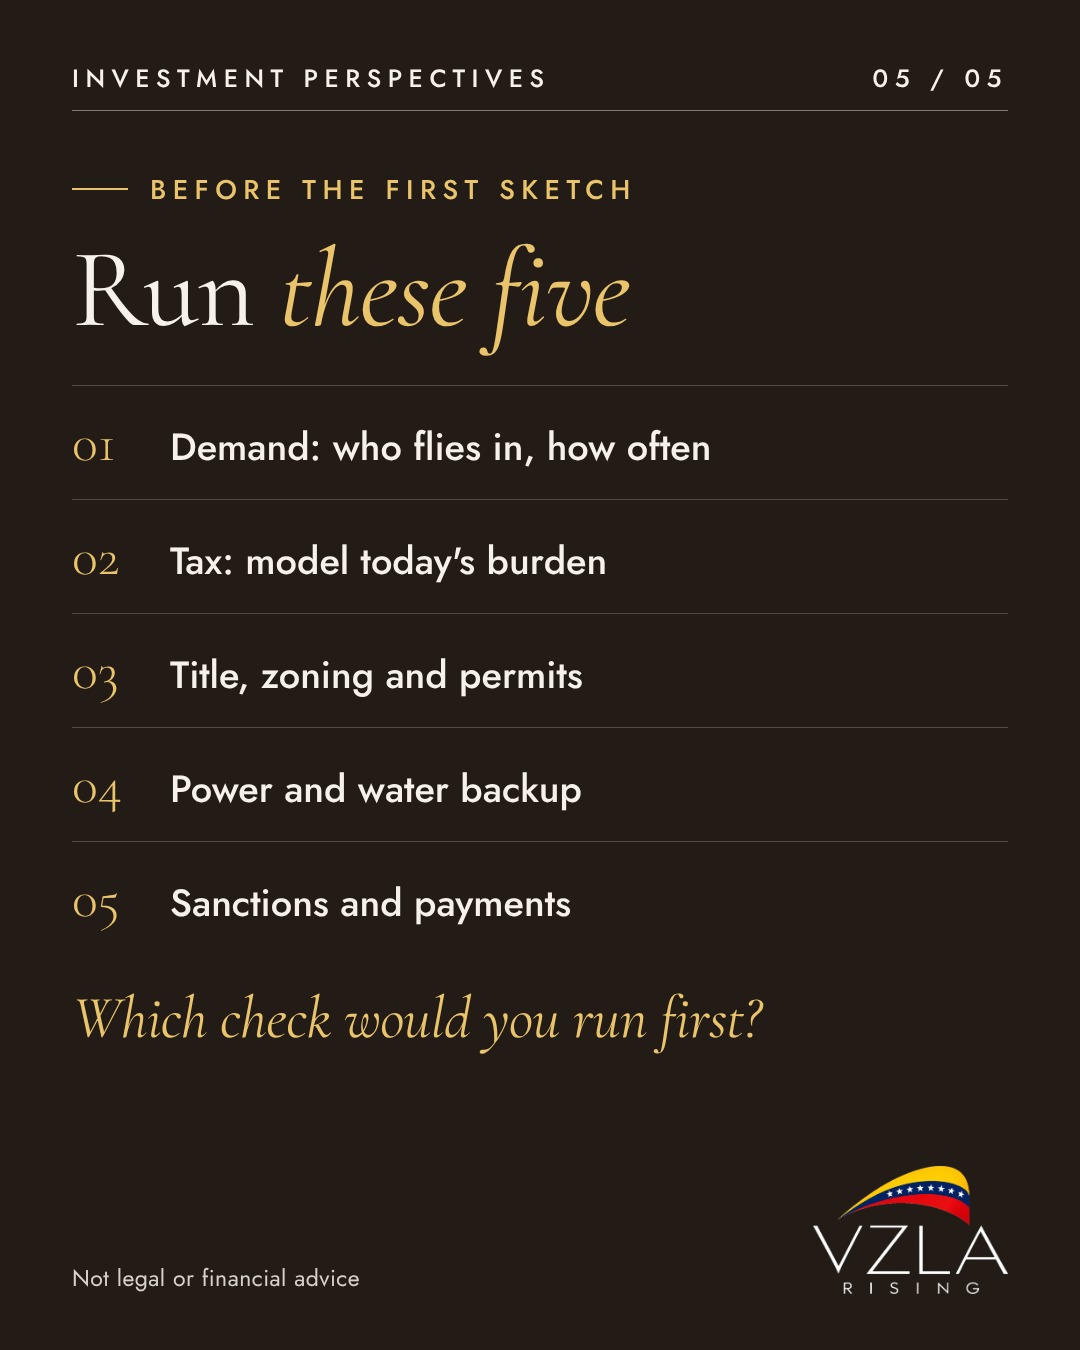 INVESTMENT PERSPECTIVES 05 / 05
BEFORE THE FIRST SKETCH
Run these five
01 Demand: who flies in, how often
02 Tax: model today's burden
03 Title, zoning and permits
04 Power and water backup
05 Sanctions and payments
Which check would you run first?
VZLA
RISING
Not legal or financial advice